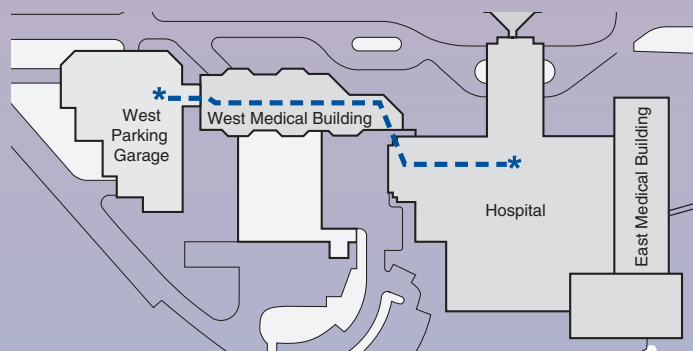 West
Parking
Garage
West Medical Building
Hospital
East Medical Building